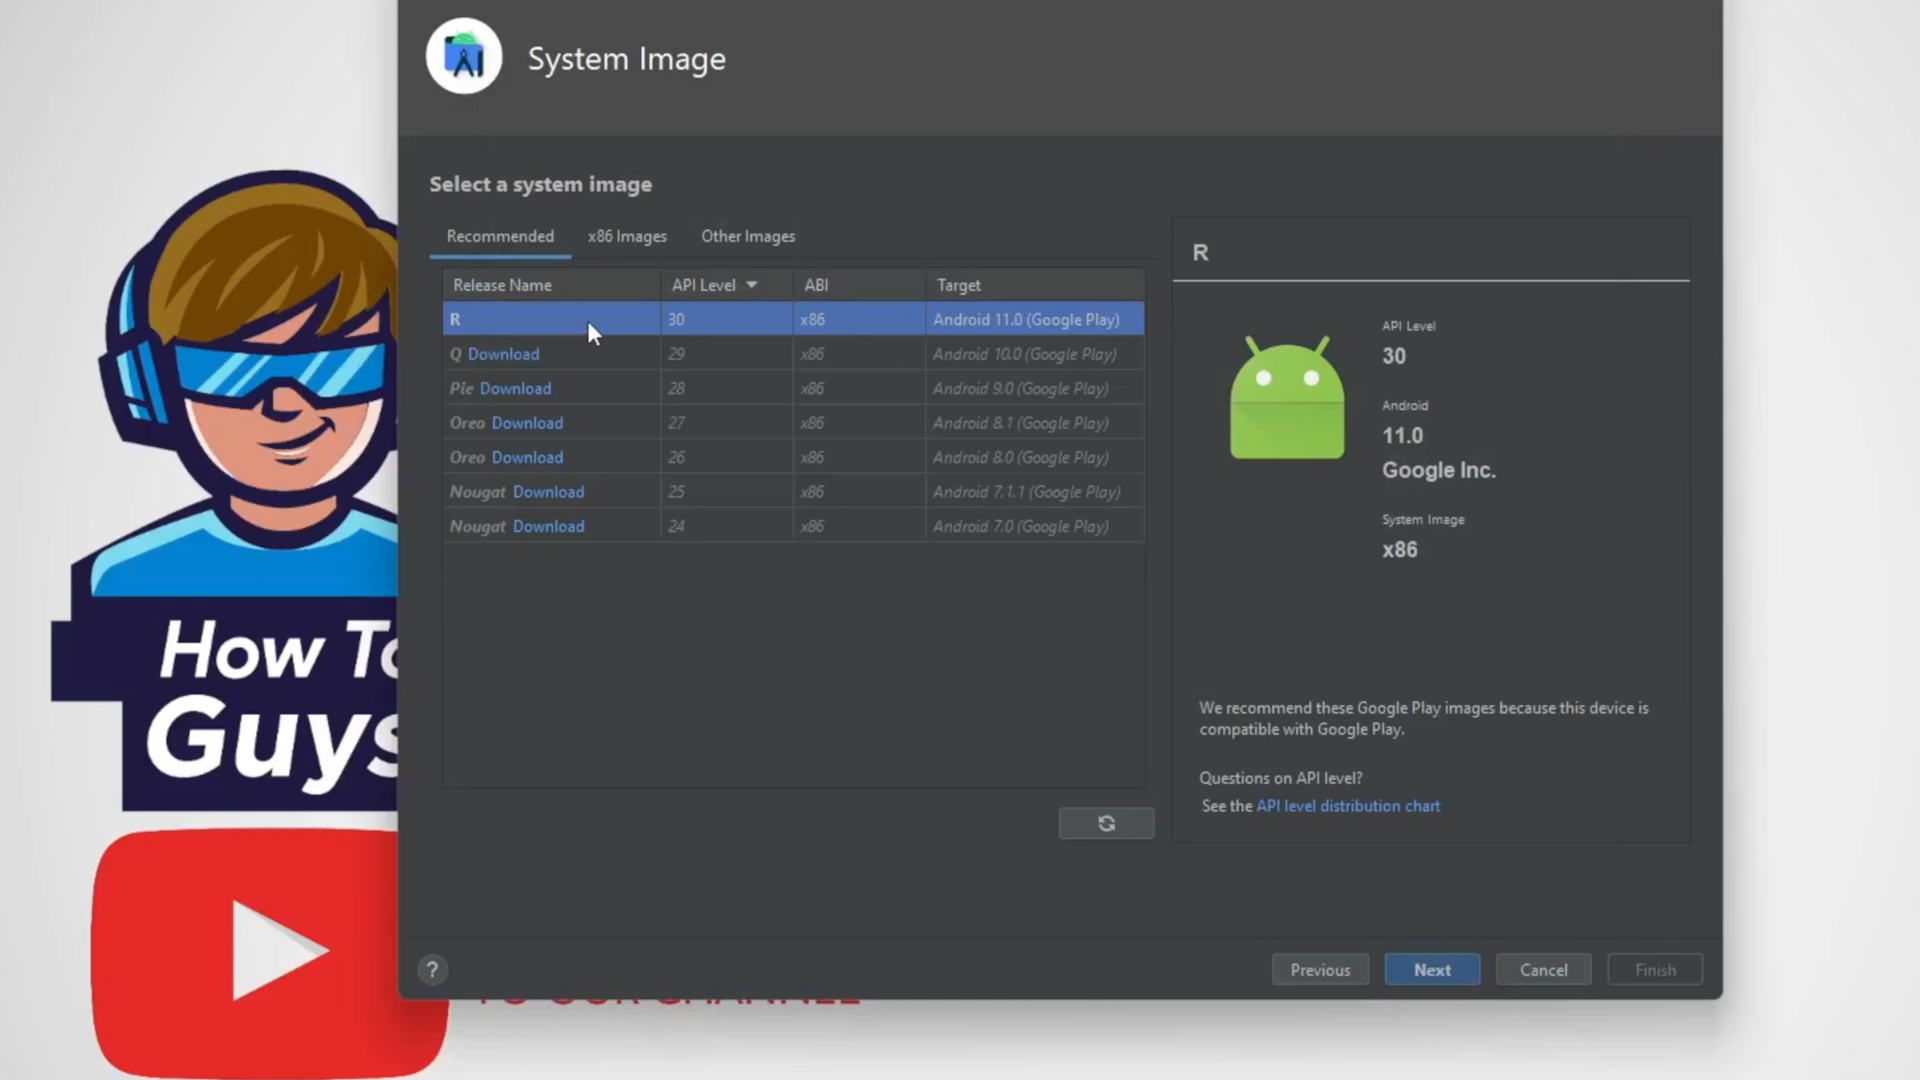 System Image
Select a system image
Recommended x86 Images Other Images
Release Name API Level ABI Target
R 30 x86 Android 11.0 (Google Play)
Q Download 29 x86 Android 10.0 (Google Play)
Pie Download 28 x86 Android 9.0 (Google Play)
Oreo Download 27 x86 Android 8.1 (Google Play)
Oreo Download 26 x86 Android 8.0 (Google Play)
Nougat Download 25 x86 Android 7.1.1 (Google Play)
Nougat Download 24 x86 Android 7.0 (Google Play)
R
API Level
30
Android
11.0
Google Inc.
System Image
x86
We recommend these Google Play images because this device is
compatible with Google Play.
Questions on API level?
See the API level distribution chart
? Previous Next Cancel Finish
How To
Guys
TO OUR CHANNEL